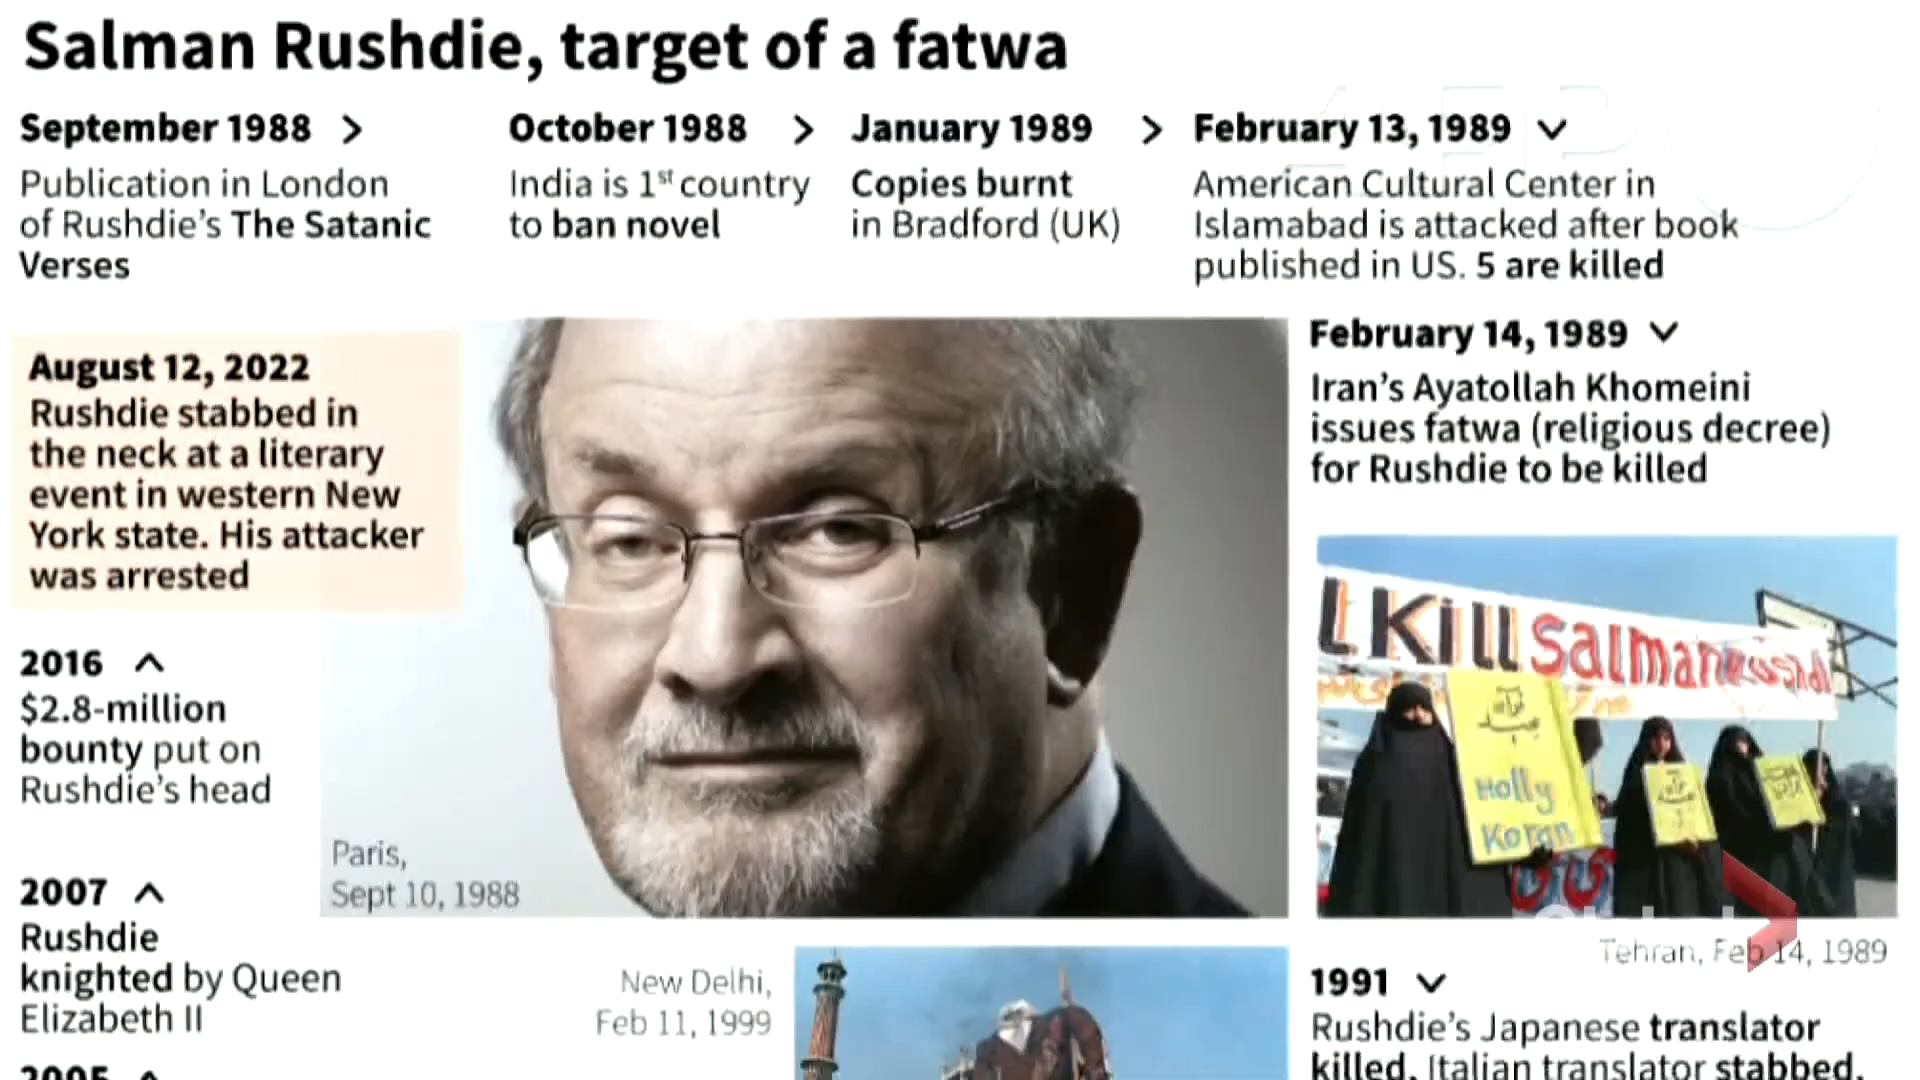 Salman Rushdie, target of a fatwa
September 1988 >
Publication in London
of Rushdie's The Satanic
Verses
October 1988 >
India is 1st country
to ban novel
January 1989 >
Copies burnt
in Bradford (UK)
February 13, 1989
American Cultural Center in
Islamabad is attacked after book
published in US. 5 are killed
February 14, 1989
Iran's Ayatollah Khomeini
issues fatwa (religious decree)
for Rushdie to be killed
August 12, 2022
Rushdie stabbed in
the neck at a literary
event in western New
York state. His attacker
was arrested
2016
$2.8-million
bounty put on
Rushdie's head
Paris,
Sept 10, 1988
Kill Salman Rushdi
Holly
Koran
Tehran, Feb 14, 1989
2007
Rushdie
knighted by Queen
Elizabeth II
New Delhi,
Feb 11, 1999
1991
Rushdie's Japanese translator
killed. Italian translator stabbed.
2005